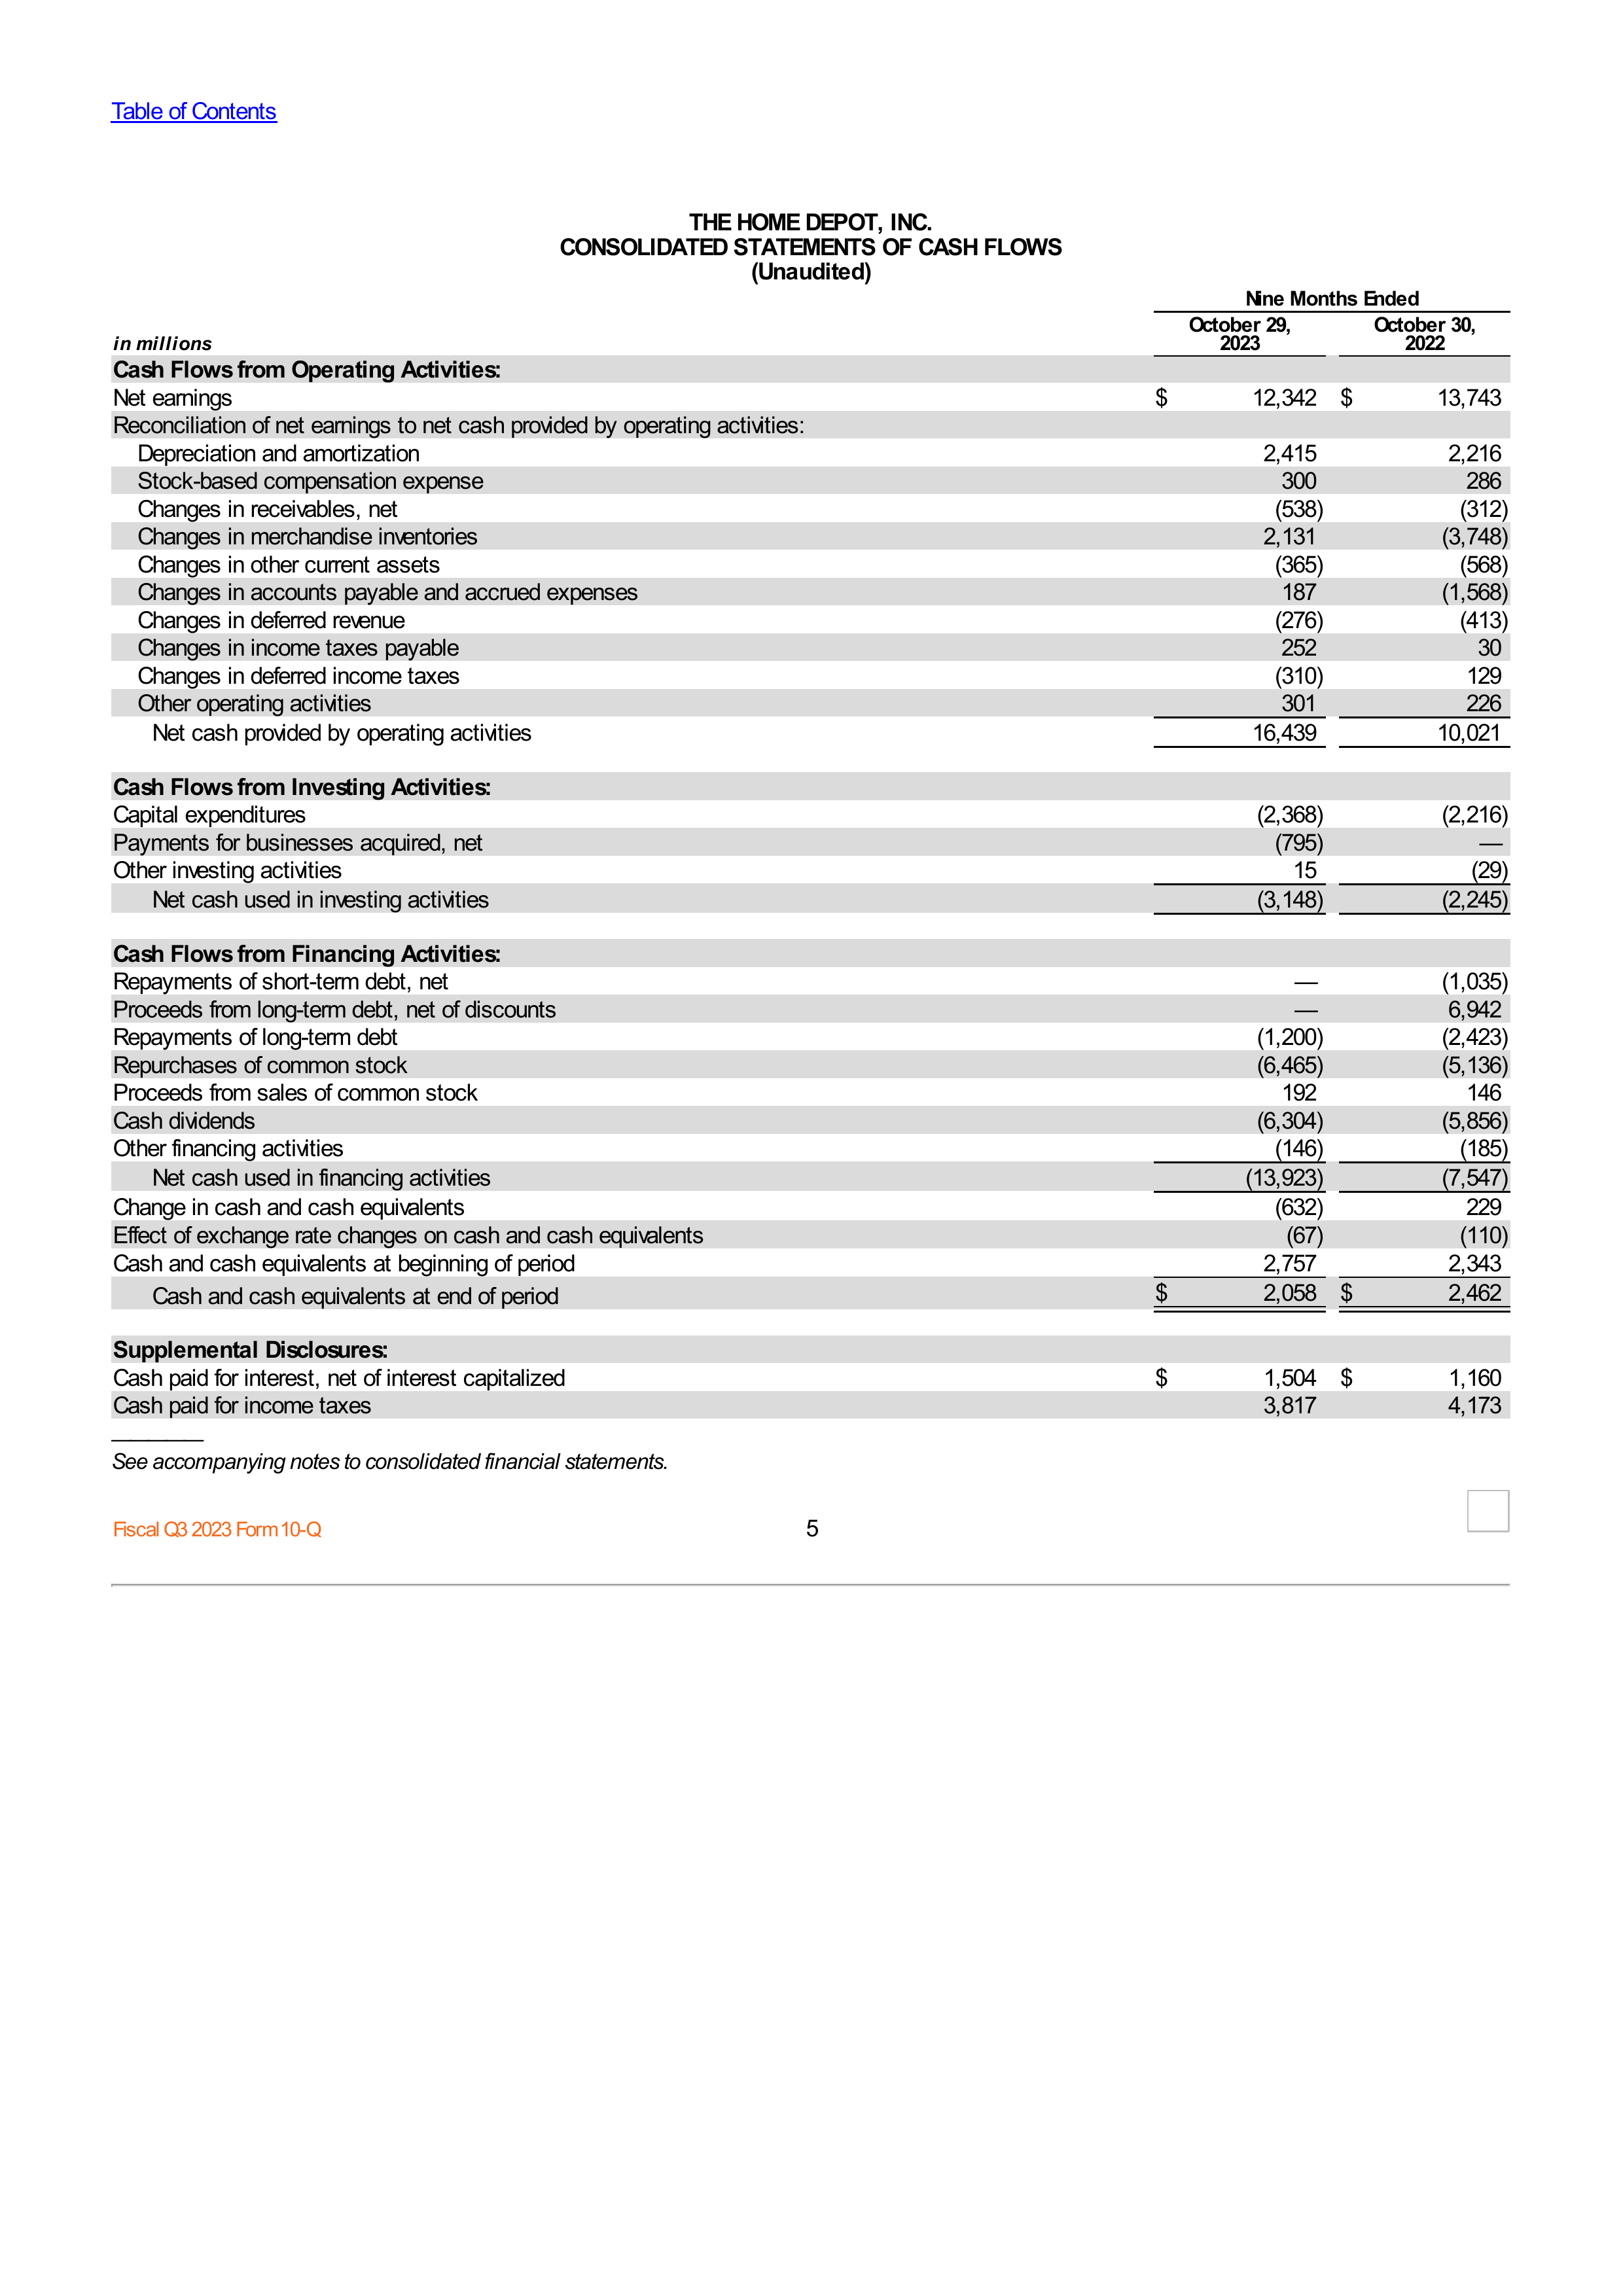 Table of Contents
THE HOME DEPOT, INC.
CONSOLIDATED STATEMENTS OF CASH FLOWS
(Unaudited)
Nine Months Ended
in millions October 29, 2023 October 30, 2022
Cash Flows from Operating Activities:
Net earnings $ 12,342 $ 13,743
Reconciliation of net earnings to net cash provided by operating activities:
Depreciation and amortization 2,415 2,216
Stock-based compensation expense 300 286
Changes in receivables, net (538) (312)
Changes in merchandise inventories 2,131 (3,748)
Changes in other current assets (365) (568)
Changes in accounts payable and accrued expenses 187 (1,568)
Changes in deferred revenue (276) (413)
Changes in income taxes payable 252 30
Changes in deferred income taxes (310) 129
Other operating activities 301 226
Net cash provided by operating activities 16,439 10,021
Cash Flows from Investing Activities:
Capital expenditures (2,368) (2,216)
Payments for businesses acquired, net (795) —
Other investing activities 15 (29)
Net cash used in investing activities (3,148) (2,245)
Cash Flows from Financing Activities:
Repayments of short-term debt, net — (1,035)
Proceeds from long-term debt, net of discounts — 6,942
Repayments of long-term debt (1,200) (2,423)
Repurchases of common stock (6,465) (5,136)
Proceeds from sales of common stock 192 146
Cash dividends (6,304) (5,856)
Other financing activities (146) (185)
Net cash used in financing activities (13,923) (7,547)
Change in cash and cash equivalents (632) 229
Effect of exchange rate changes on cash and cash equivalents (67) (110)
Cash and cash equivalents at beginning of period 2,757 2,343
Cash and cash equivalents at end of period $ 2,058 $ 2,462
Supplemental Disclosures:
Cash paid for interest, net of interest capitalized $ 1,504 $ 1,160
Cash paid for income taxes 3,817 4,173
See accompanying notes to consolidated financial statements.
Fiscal Q3 2023 Form 10-Q 5